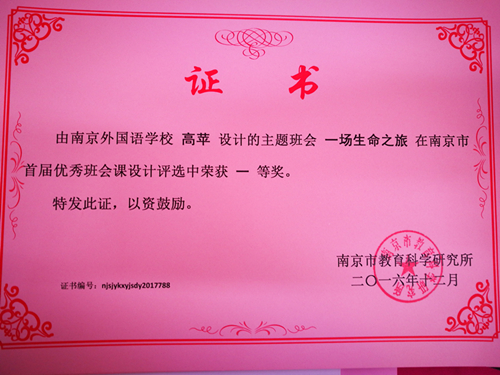 证书
由南京外国语学校 高苹 设计的主题班会 一场生命之旅 在南京市
首届优秀班会课设计评选中荣获 一 等奖。
特发此证，以资鼓励。
南京市教育科学研究所
二〇一六年十二月
证书编号：njsjykxyjsdy2017788